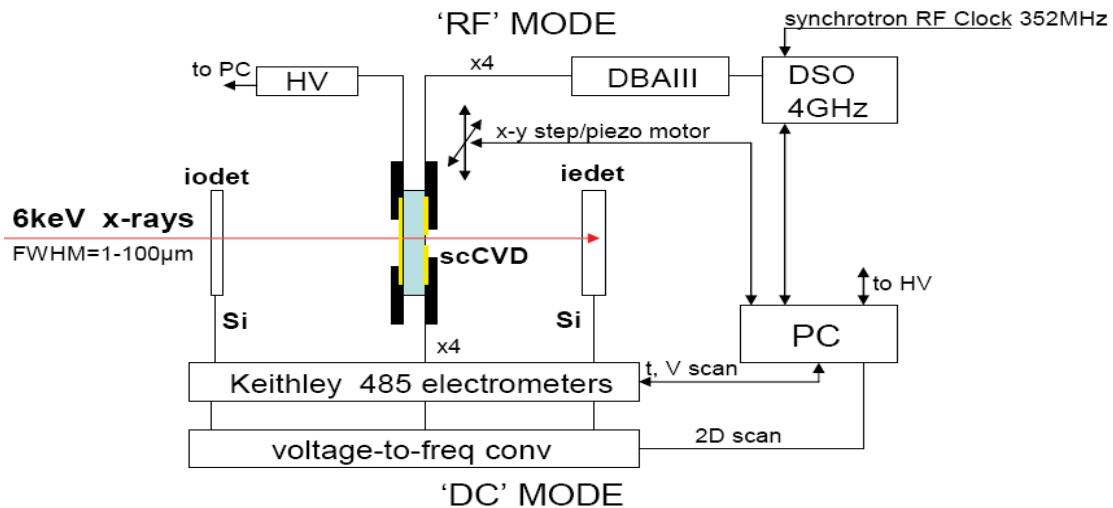 'RF' MODE
synchrotron RF Clock 352MHz
to PC
HV
x4
DBAIII
DSO
4GHz
x-y step/piezo motor
iodet
iedet
6keV x-rays
FWHM=1-100µm
scCVD
to HV
Si
Si
PC
x4
t, V scan
Keithley 485 electrometers
2D scan
voltage-to-freq conv
'DC' MODE